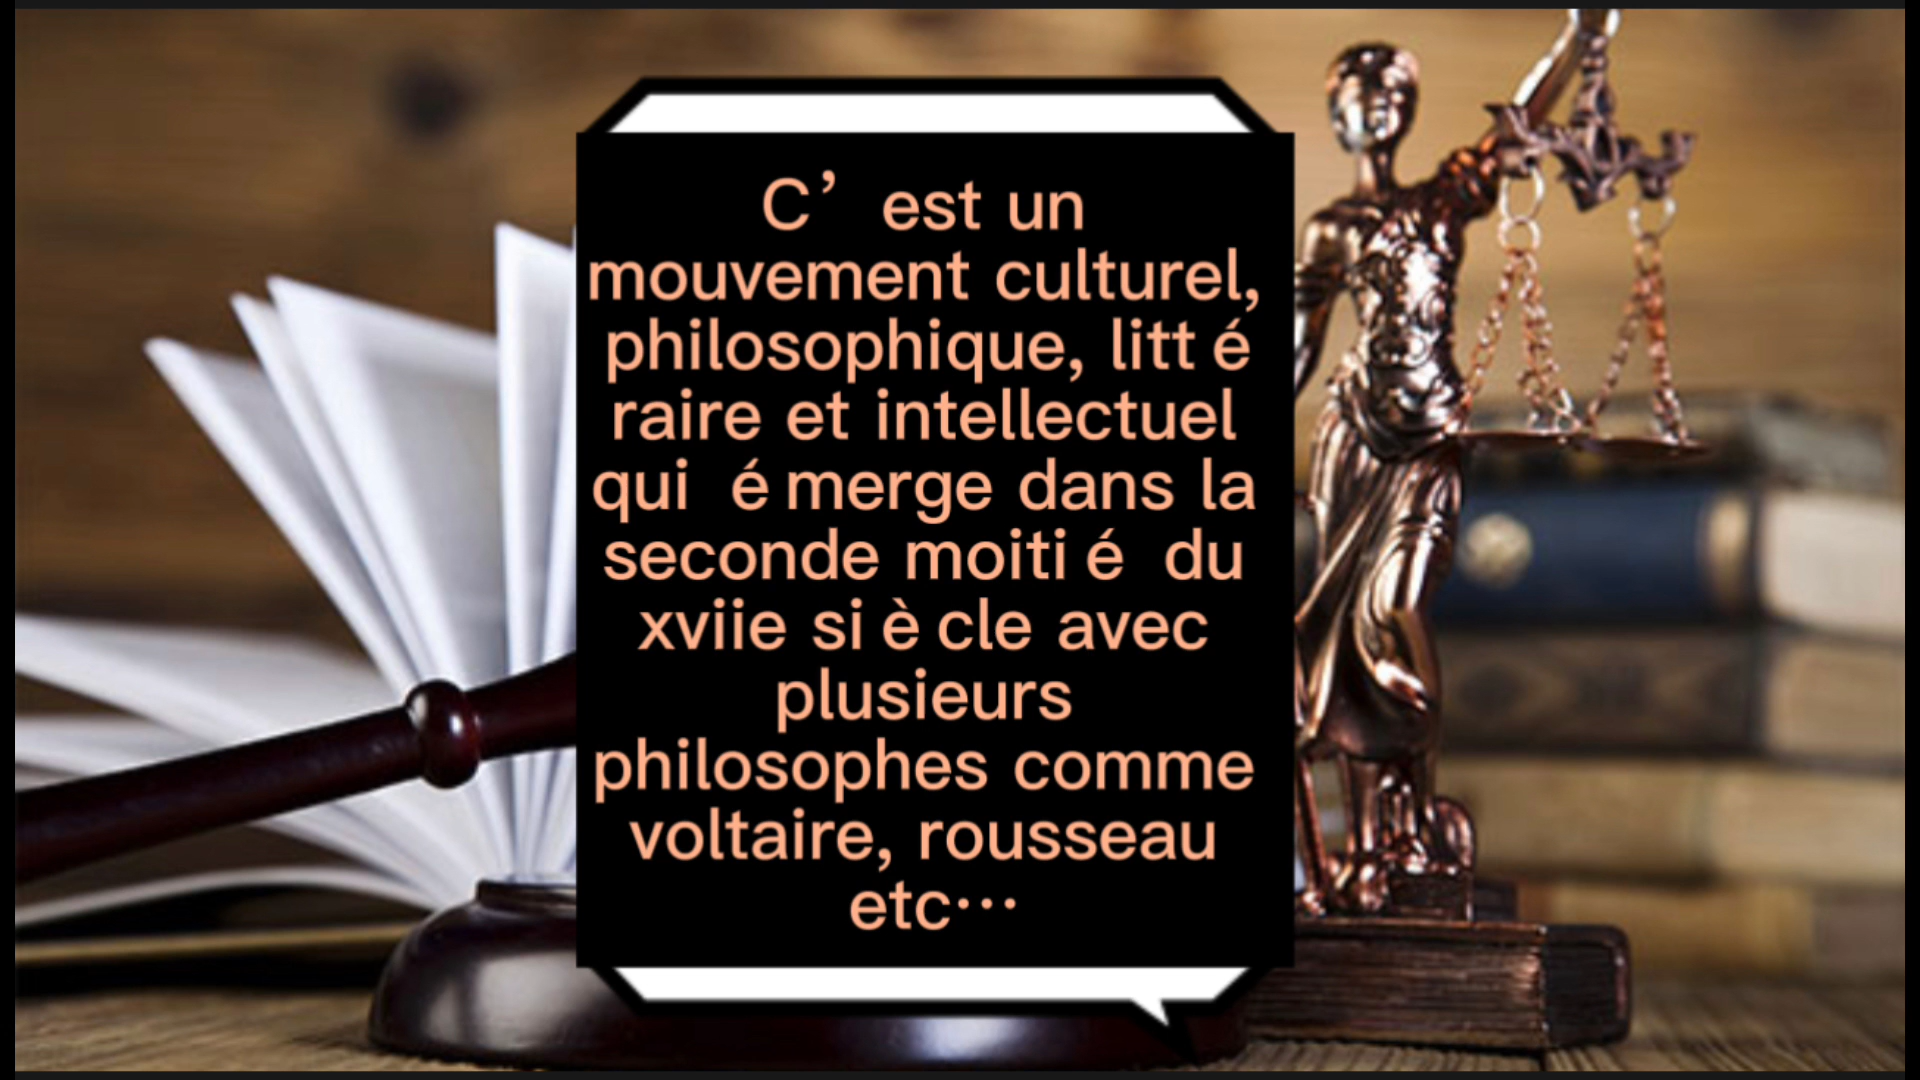 C’ est un
mouvement culturel,
philosophique, litt é
raire et intellectuel
qui é merge dans la
seconde moiti é du
xviie si è cle avec
plusieurs
philosophes comme
voltaire, rousseau
etc…